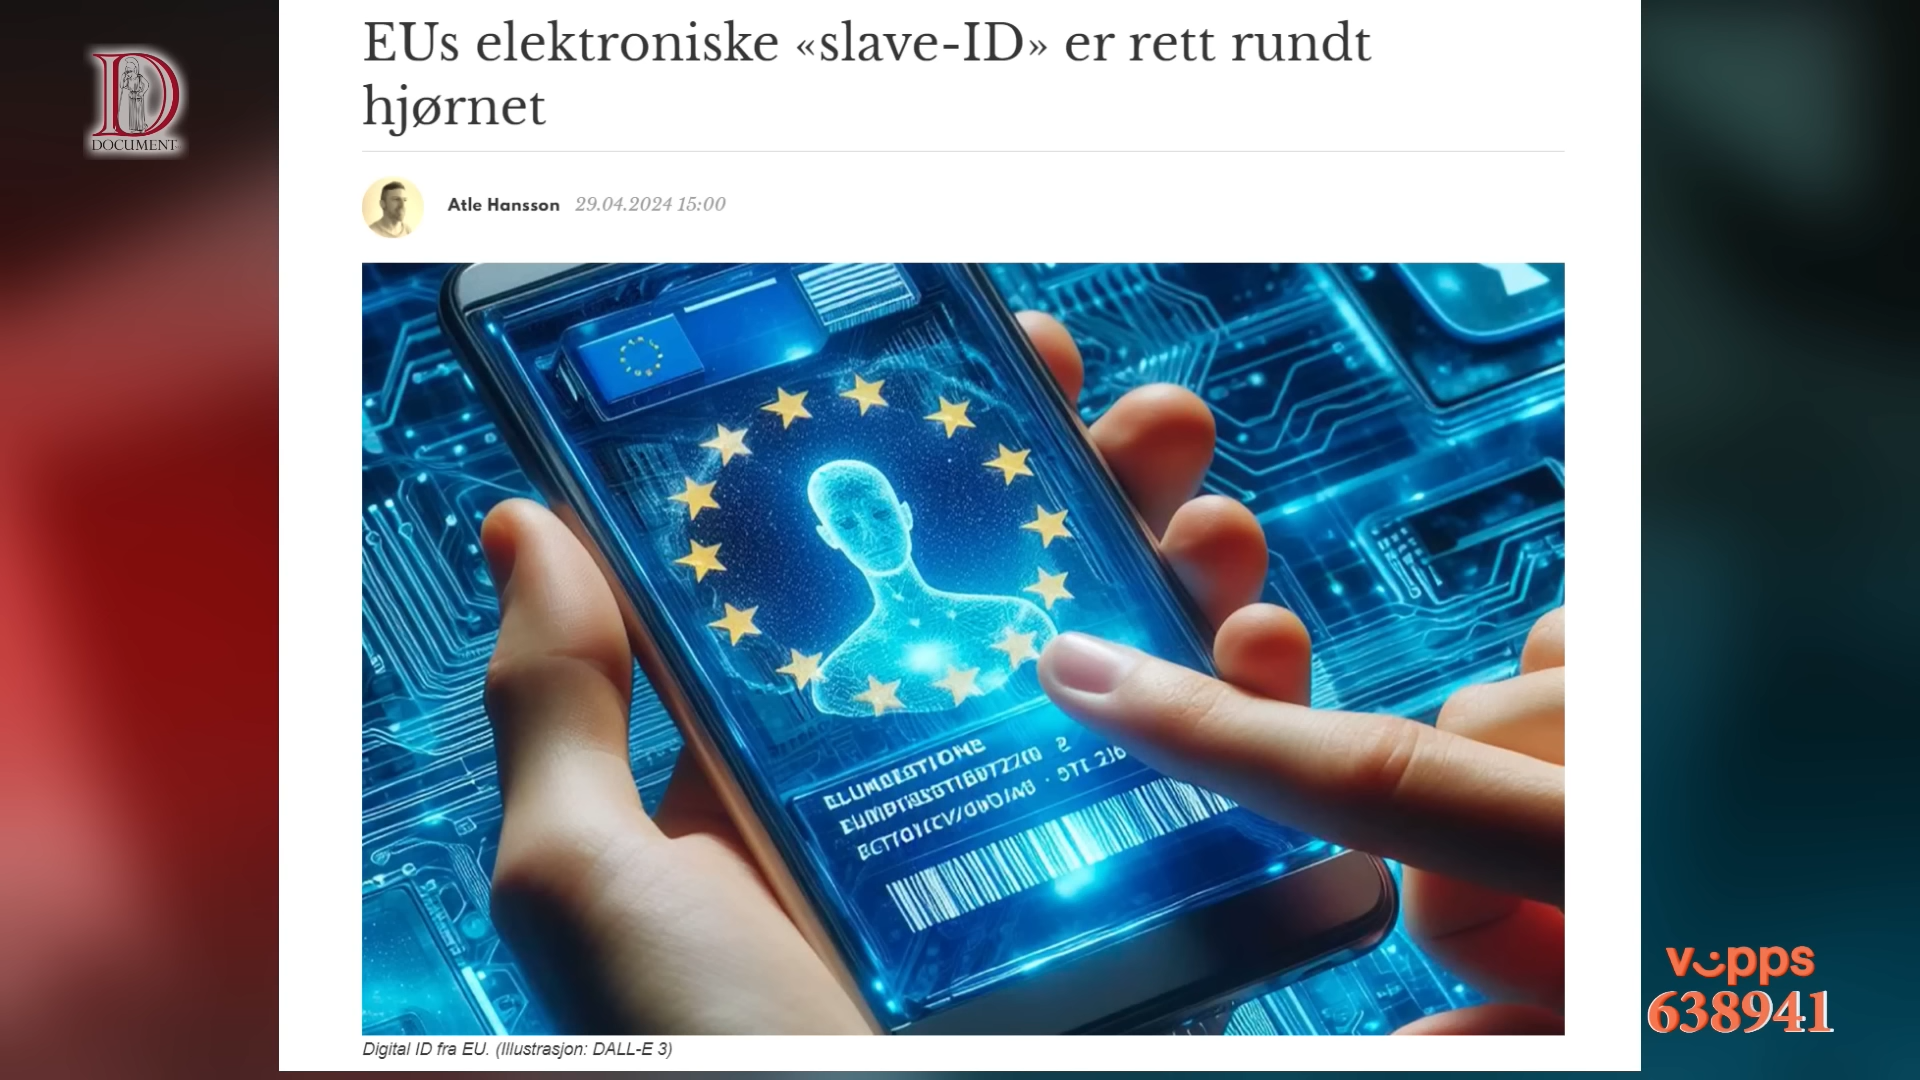 EUs elektroniske «slave-ID» er rett rundt
hjørnet
DOCUMENT
Atle Hansson 29.04.2024 15:00
Digital ID fra EU. (Illustrasjon: DALL-E 3)
vipps
638941